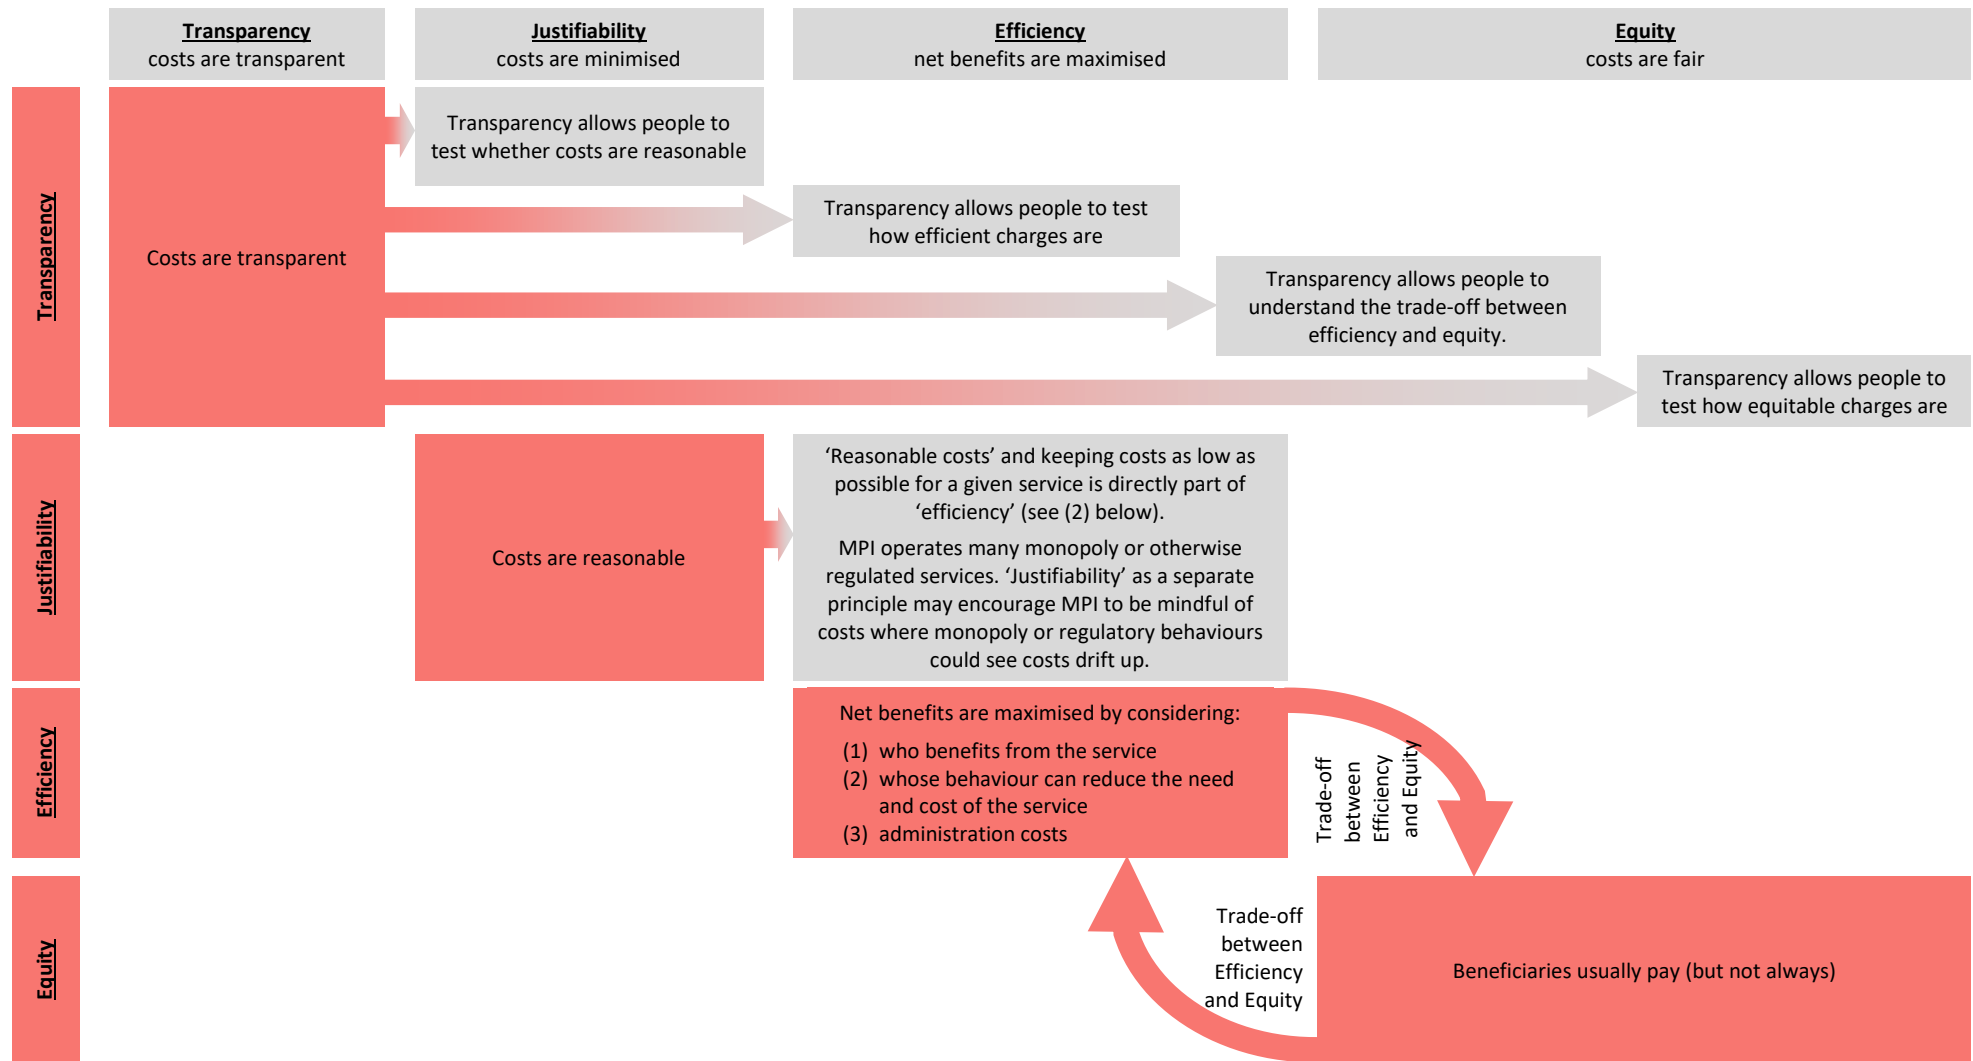 Transparency
costs are transparent
Justifiability
costs are minimised
Efficiency
net benefits are maximised
Equity
costs are fair
Transparency
Costs are transparent
Transparency allows people to
test whether costs are reasonable
Transparency allows people to test
how efficient charges are
Transparency allows people to
understand the trade-off between
efficiency and equity.
Transparency allows people to
test how equitable charges are
Justifiability
Costs are reasonable
‘Reasonable costs’ and keeping costs as low as
possible for a given service is directly part of
‘efficiency’ (see (2) below).
MPI operates many monopoly or otherwise
regulated services. ‘Justifiability’ as a separate
principle may encourage MPI to be mindful of
costs where monopoly or regulatory behaviours
could see costs drift up.
Efficiency
Net benefits are maximised by considering:
(1) who benefits from the service
(2) whose behaviour can reduce the need
and cost of the service
(3) administration costs
Trade-off
between
Efficiency
and Equity
Equity
Trade-off
between
Efficiency
and Equity
Beneficiaries usually pay (but not always)